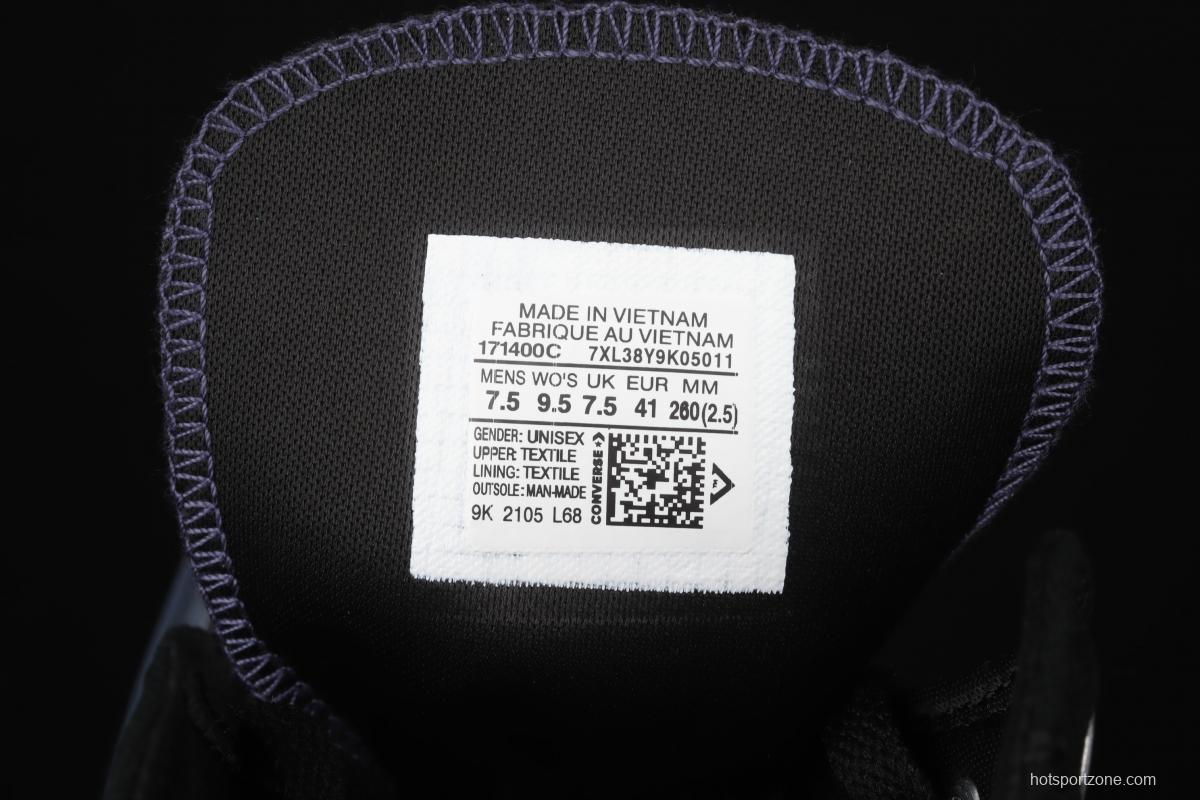 MADE IN VIETNAM
FABRIQUE AU VIETNAM
171400C 7XL38Y9K05011
MENS WO'S UK EUR MM
7.5 9.5 7.5 41 260(2.5)
GENDER: UNISEX
UPPER: TEXTILE
LINING: TEXTILE
OUTSOLE: MAN-MADE
9K 2105 L68
CONVERSE
F
hotsportzone.com